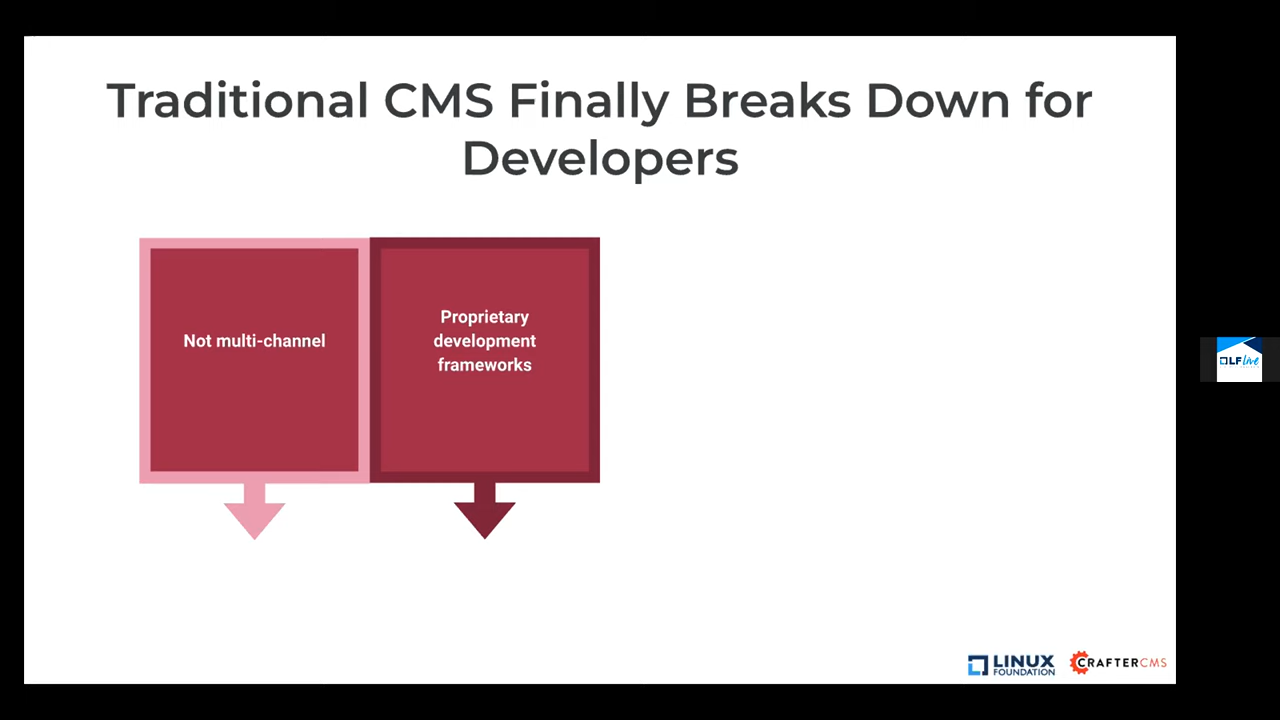 Traditional CMS Finally Breaks Down for
Developers
Not multi-channel
Proprietary
development
frameworks
LF live
LINUX
FOUNDATION
CRAFTERCMS